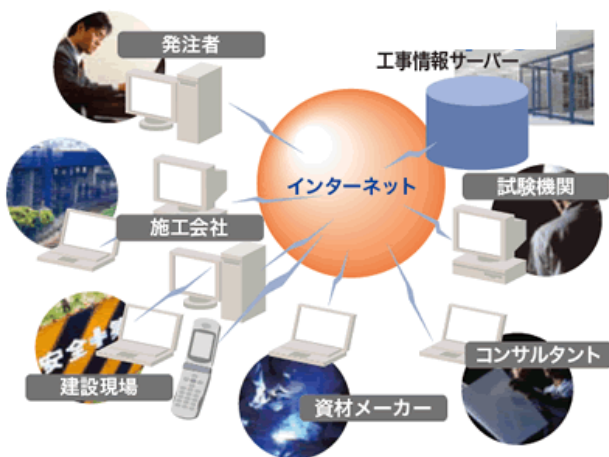 発注者
工事情報サーバー
インターネット
試験機関
施工会社
安全
コンサルタント
建設現場
資材メーカー